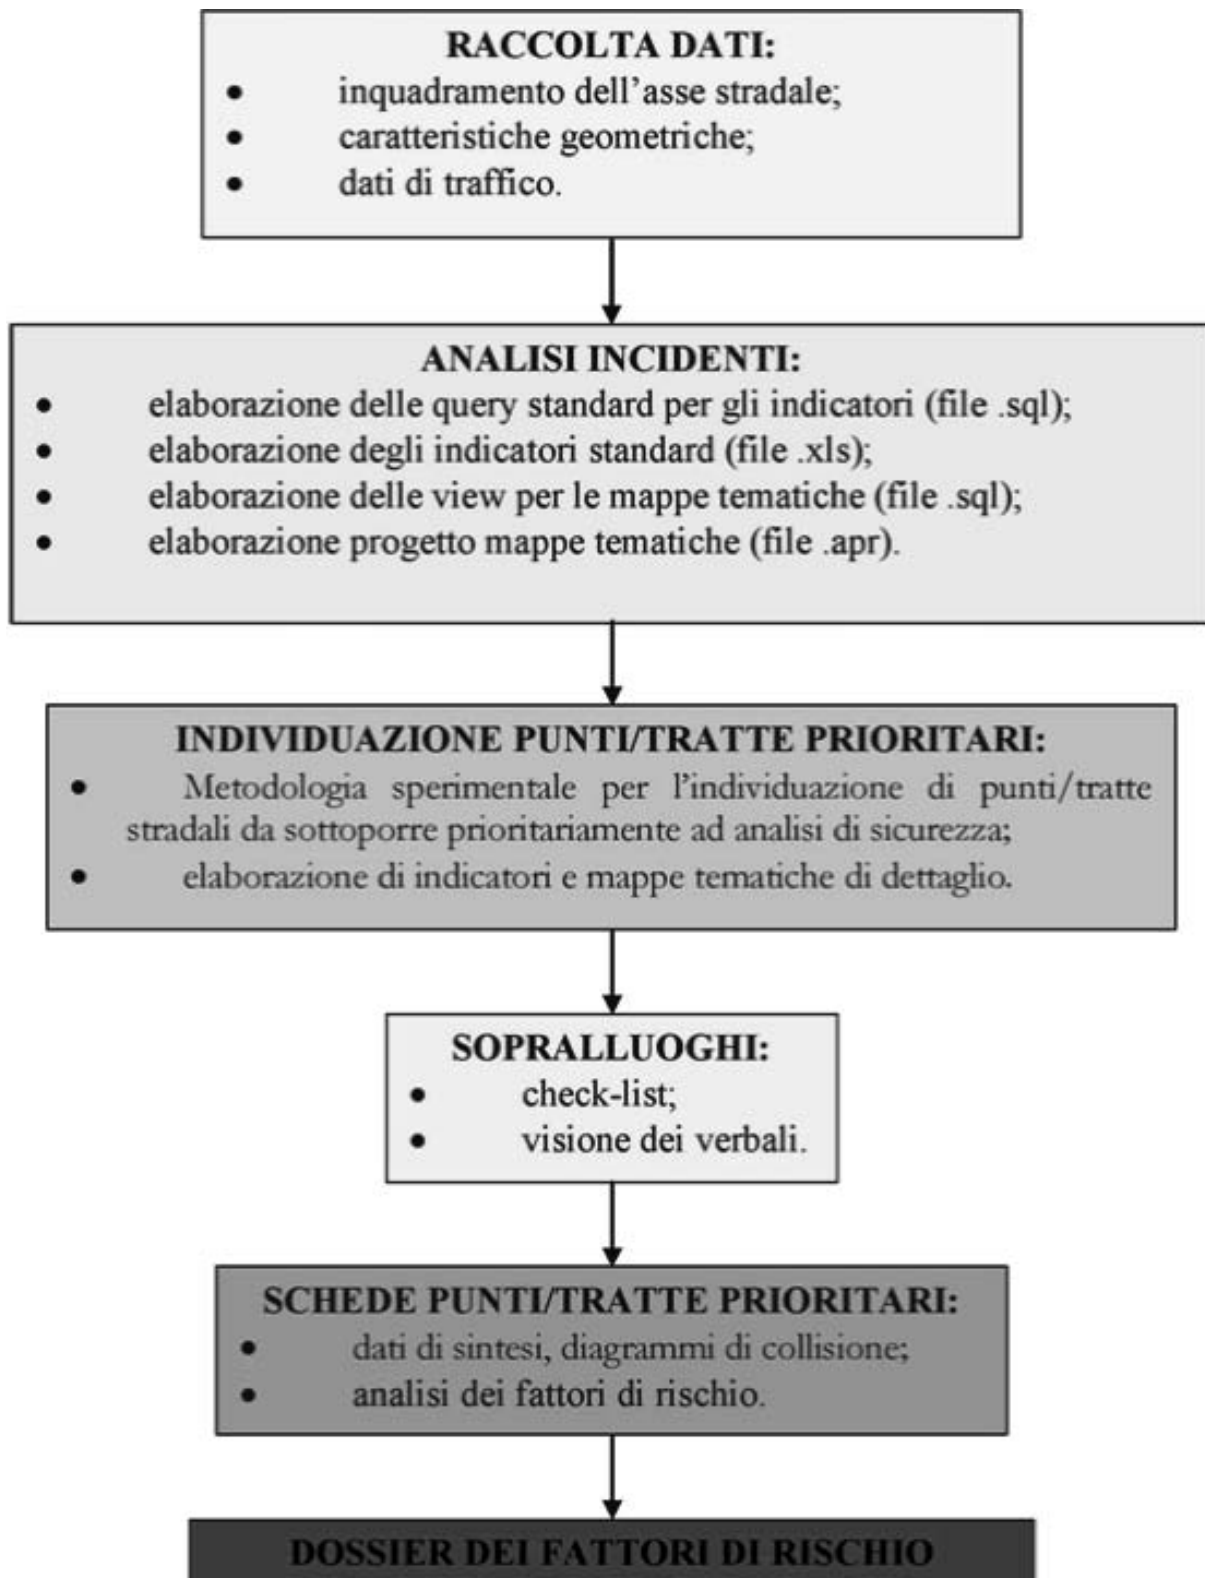 RACCOLTA DATI:
• inquadramento dell’asse stradale;
• caratteristiche geometriche;
• dati di traffico.
ANALISI INCIDENTI:
• elaborazione delle query standard per gli indicatori (file .sql);
• elaborazione degli indicatori standard (file .xls);
• elaborazione delle view per le mappe tematiche (file .sql);
• elaborazione progetto mappe tematiche (file .apr).
INDIVIDUAZIONE PUNTI/TRATTE PRIORITARI:
• Metodologia sperimentale per l’individuazione di punti/tratte
stradali da sottoporre prioritariamente ad analisi di sicurezza;
• elaborazione di indicatori e mappe tematiche di dettaglio.
SOPRALLUOGHI:
• check-list;
• visione dei verbali.
SCHEDE PUNTI/TRATTE PRIORITARI:
• dati di sintesi, diagrammi di collisione;
• analisi dei fattori di rischio.
DOSSIER DEI FATTORI DI RISCHIO